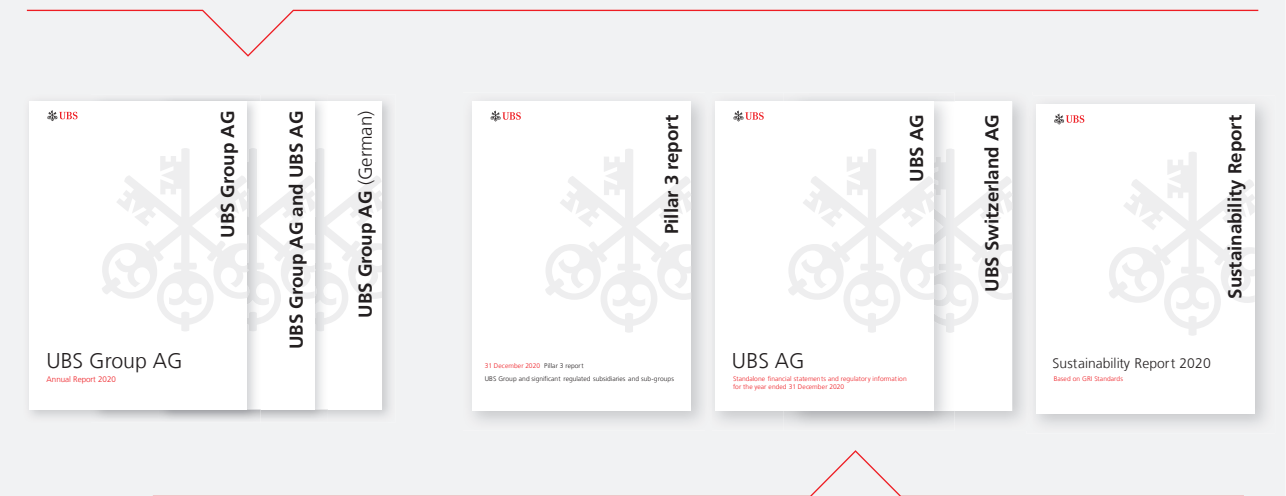 UBS
UBS Group AG
UBS Group AG
Annual Report 2020
UBS Group AG and UBS AG
UBS Group AG (German)
UBS
Pillar 3 report
31 December 2020 Pillar 3 report
UBS Group and significant regulated subsidiaries and sub-groups
UBS
UBS AG
UBS AG
Standalone financial statements and regulatory information
for the year ended 31 December 2020
UBS Switzerland AG
UBS
Sustainability Report
Sustainability Report 2020
Based on GRI Standards